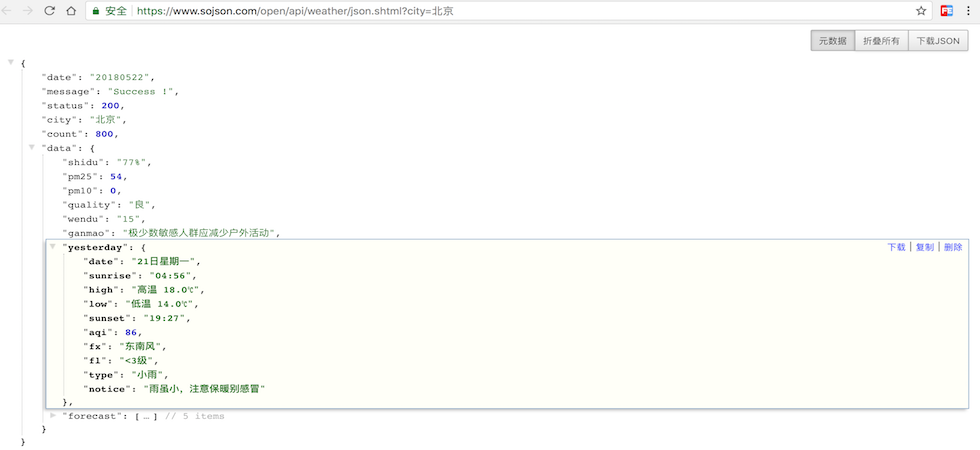 安全 https://www.sojson.com/open/api/weather/json.shtml?city=北京
元数据 折叠所有 下载JSON
{
"date": "20180522",
"message": "Success !",
"status": 200,
"city": "北京",
"count": 800,
"data": {
"shidu": "77%",
"pm25": 54,
"pm10": 0,
"quality": "良",
"wendu": "15",
"ganmao": "极少数敏感人群应减少户外活动",
"yesterday": { 下载 | 复制 | 删除
"date": "21日星期一",
"sunrise": "04:56",
"high": "高温 18.0℃",
"low": "低温 14.0℃",
"sunset": "19:27",
"aqi": 86,
"fx": "东南风",
"fl": "<3级",
"type": "小雨",
"notice": "雨虽小，注意保暖别感冒"
},
"forecast": [ … ] // 5 items
}
}